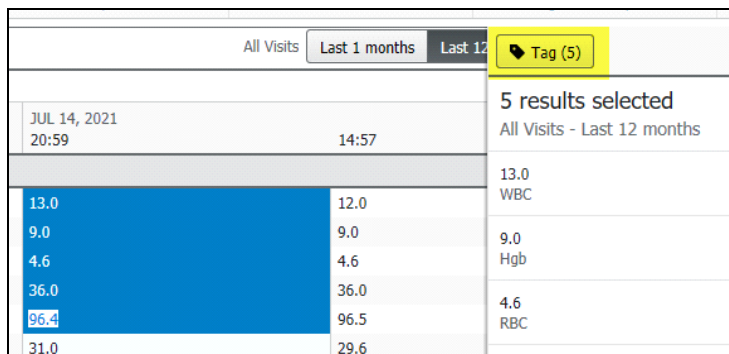 All Visits Last 1 months Last 12
JUL 14, 2021
20:59 14:57
13.0 12.0
9.0 9.0
4.6 4.6
36.0 36.0
96.4 96.5
31.0 29.6
Tag (5)
5 results selected
All Visits - Last 12 months
13.0
WBC
9.0
Hgb
4.6
RBC